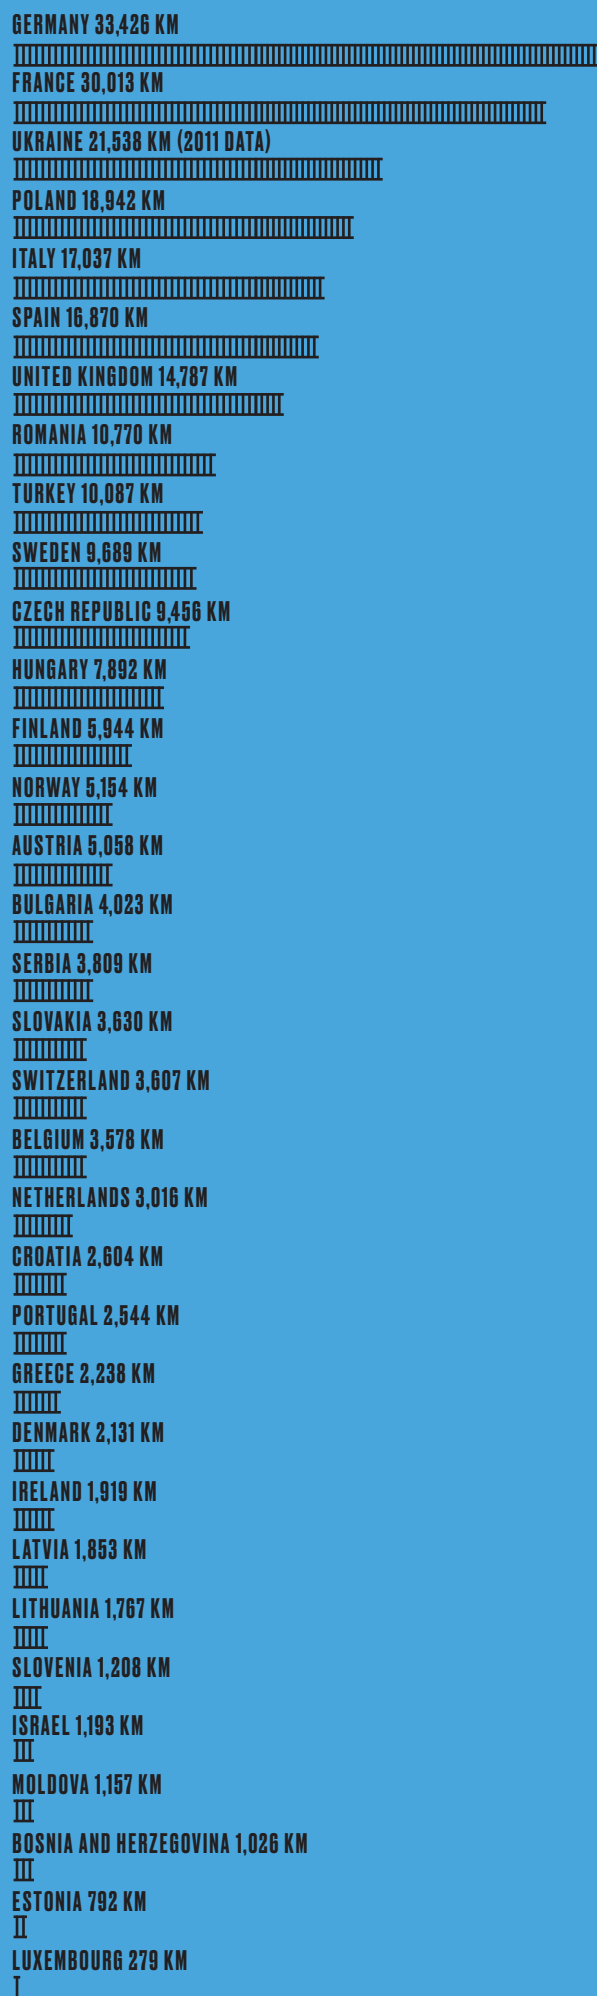 GERMANY 33,426 KM
FRANCE 30,013 KM
UKRAINE 21,538 KM (2011 DATA)
POLAND 18,942 KM
ITALY 17,037 KM
SPAIN 16,870 KM
UNITED KINGDOM 14,787 KM
ROMANIA 10,770 KM
TURKEY 10,087 KM
SWEDEN 9,689 KM
CZECH REPUBLIC 9,456 KM
HUNGARY 7,892 KM
FINLAND 5,944 KM
NORWAY 5,154 KM
AUSTRIA 5,058 KM
BULGARIA 4,023 KM
SERBIA 3,809 KM
SLOVAKIA 3,630 KM
SWITZERLAND 3,607 KM
BELGIUM 3,578 KM
NETHERLANDS 3,016 KM
CROATIA 2,604 KM
PORTUGAL 2,544 KM
GREECE 2,238 KM
DENMARK 2,131 KM
IRELAND 1,919 KM
LATVIA 1,853 KM
LITHUANIA 1,767 KM
SLOVENIA 1,208 KM
ISRAEL 1,193 KM
MOLDOVA 1,157 KM
BOSNIA AND HERZEGOVINA 1,026 KM
ESTONIA 792 KM
LUXEMBOURG 279 KM